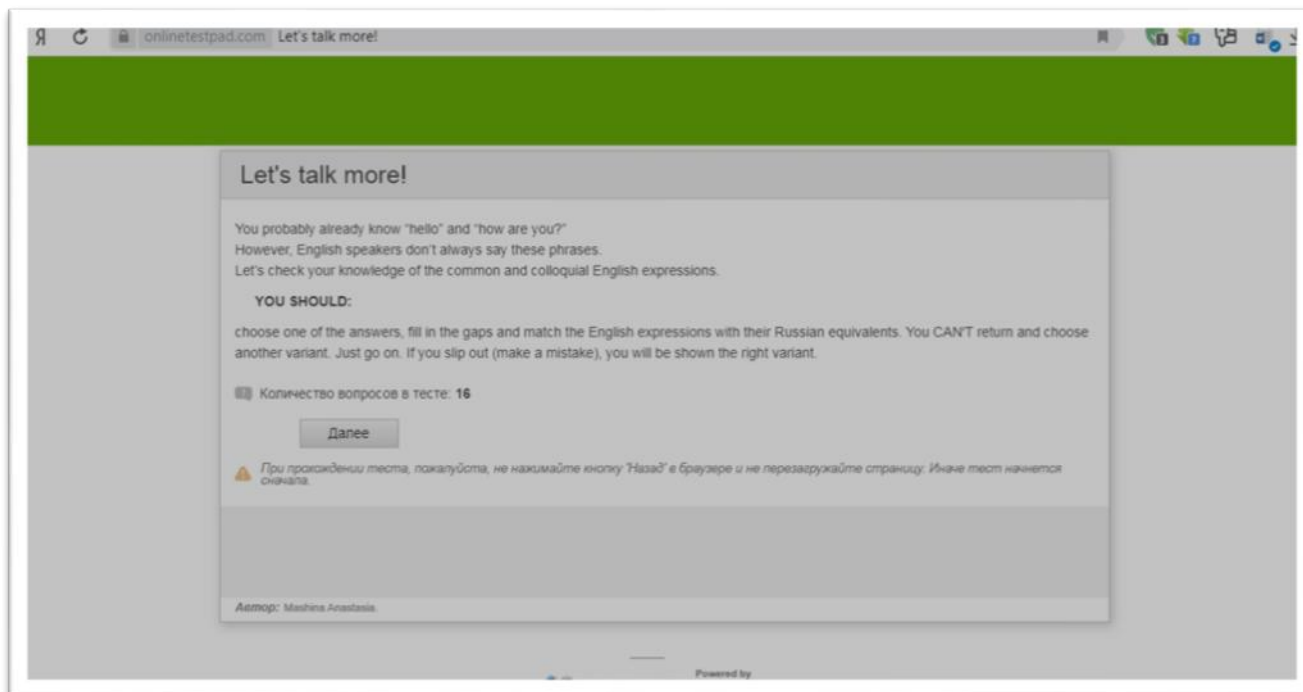 Я onlinetestpad.com Let's talk more!
Let's talk more!
You probably already know "hello" and "how are you?"
However, English speakers don't always say these phrases.
Let's check your knowledge of the common and colloquial English expressions.
YOU SHOULD:
choose one of the answers, fill in the gaps and match the English expressions with their Russian equivalents. You CAN'T return and choose
another variant. Just go on. If you slip out (make a mistake), you will be shown the right variant.
Количество вопросов в тесте: 16
Далее
При прохождении теста, пожалуйста, не нажимайте кнопку 'Назад' в браузере и не перезагружайте страницу. Иначе тест начнется
сначала.
Автор: Mashina Anastasia.
Powered by